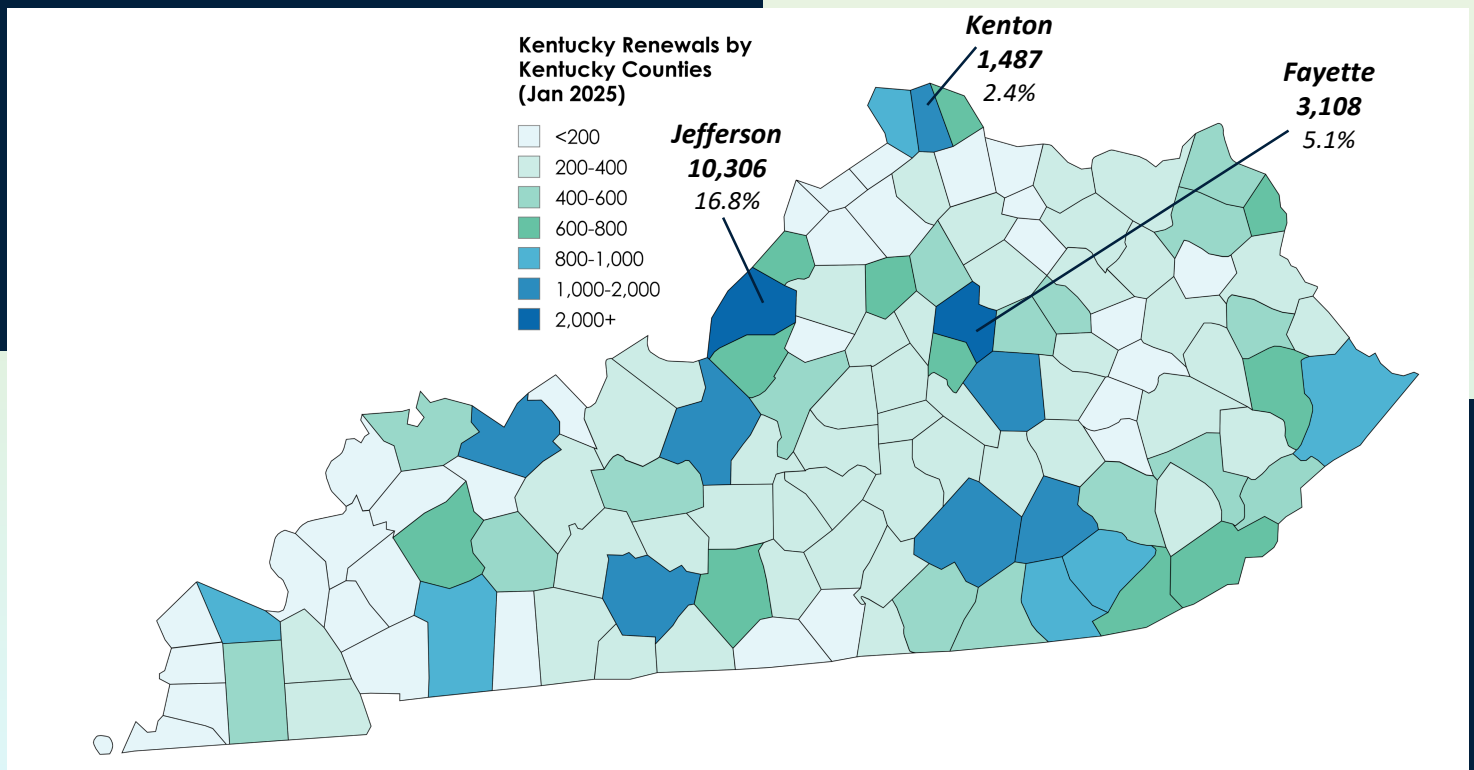 Kentucky Renewals by
Kentucky Counties
(Jan 2025)
<200
200-400
400-600
600-800
800-1,000
1,000-2,000
2,000+
Jefferson
10,306
16.8%
Kenton
1,487
2.4%
Fayette
3,108
5.1%